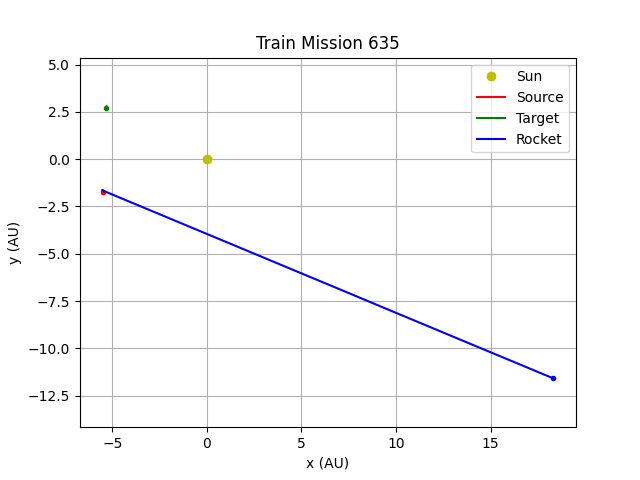 Train Mission 635
5.0
2.5
0.0
−2.5
−5.0
−7.5
−10.0
−12.5
y (AU)
Sun
Source
Target
Rocket
−5 0 5 10 15
x (AU)